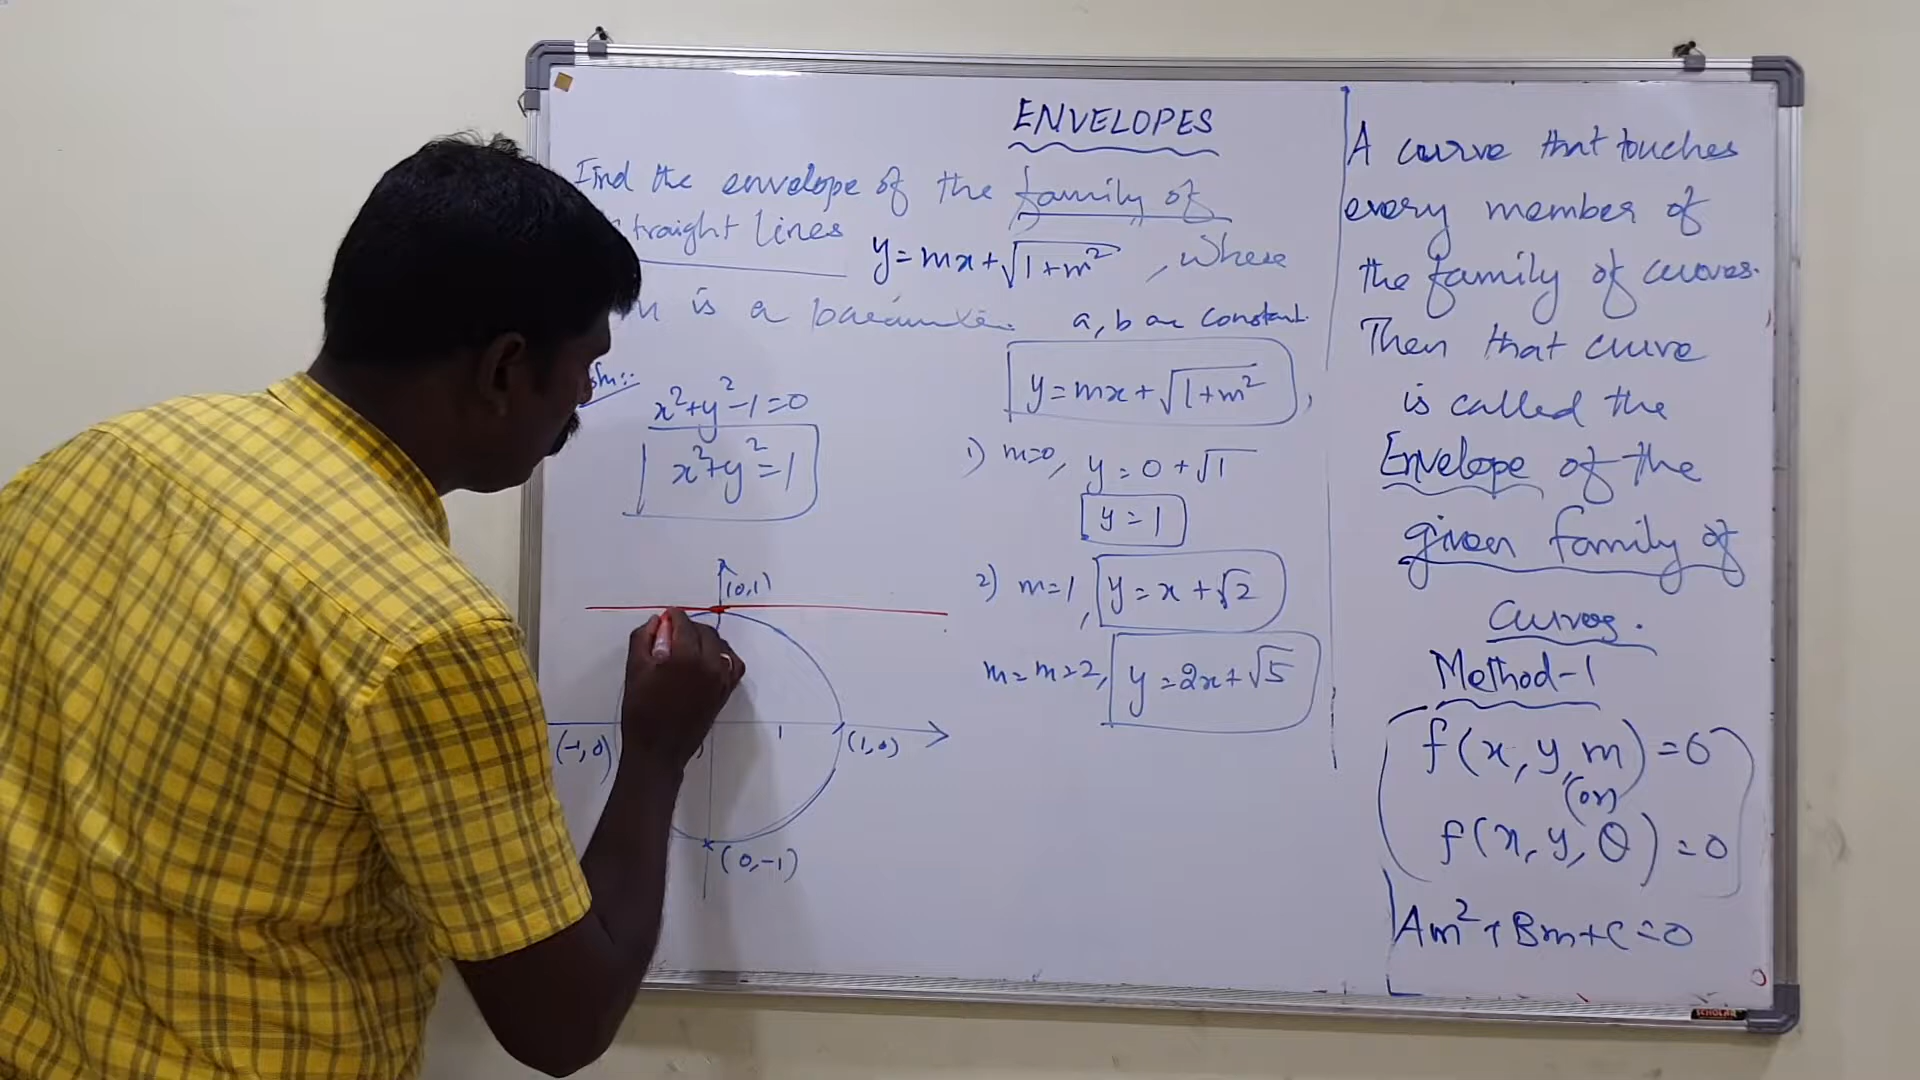 ENVELOPES
Find the envelope of the family of
traight lines y = mx + √1+m² , where
is a a, b are constant.
Soln:-
x²+y²-1=0
x²+y²=1
y = mx + √1+m² ,
1) m=0, y = 0 + √1
y = 1
2) m=1, y = x + √2
m= m=2, y = 2x + √5
(0,1)
(-1,0)
1
(1,0)
(0,-1)
A curve that touches
every member of
the family of curves.
Then that curve
is called the
Envelope of the
given family of
Curves.
Method-1
f(x, y, m) = 0
(or)
f(x, y, θ) = 0
Am² + Bm + C = 0
SCHOLAR